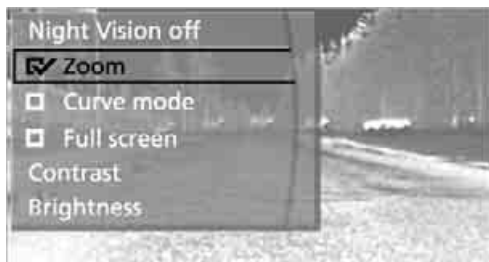 Night Vision off
Zoom
Curve mode
Full screen
Contrast
Brightness